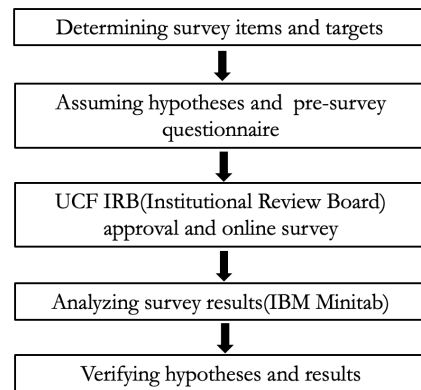 Determining survey items and targets
Assuming hypotheses and pre-survey
questionnaire
UCF IRB(Institutional Review Board)
approval and online survey
Analyzing survey results(IBM Minitab)
Verifying hypotheses and results